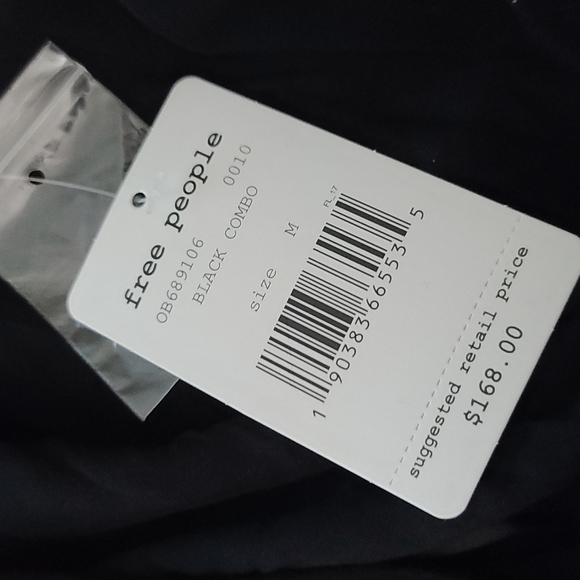 free people
OB689106 0010
BLACK COMBO
size M
FL 17
1 90383 66553 5
suggested retail price
$168.00